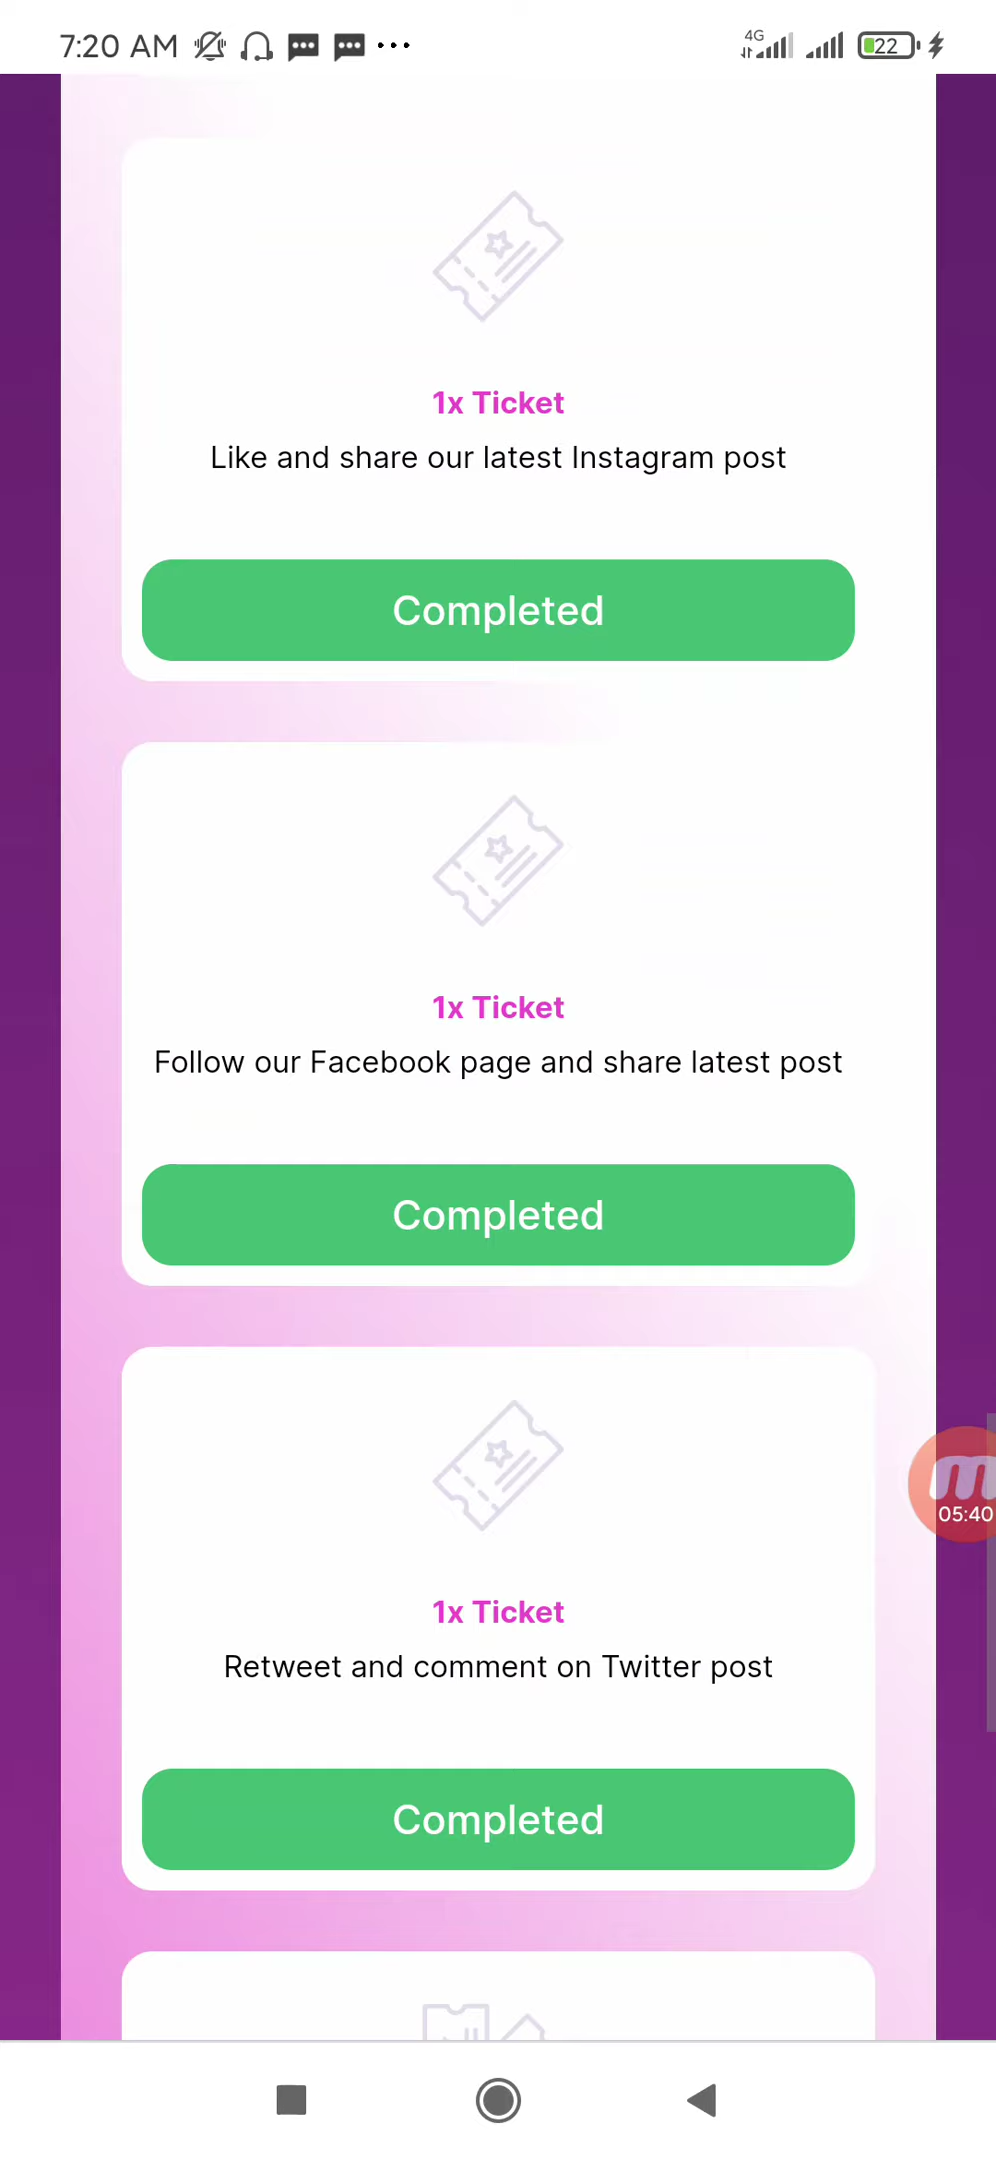 7:20 AM 4G 22
1x Ticket
Like and share our latest Instagram post
Completed
1x Ticket
Follow our Facebook page and share latest post
Completed
m
05:40
1x Ticket
Retweet and comment on Twitter post
Completed